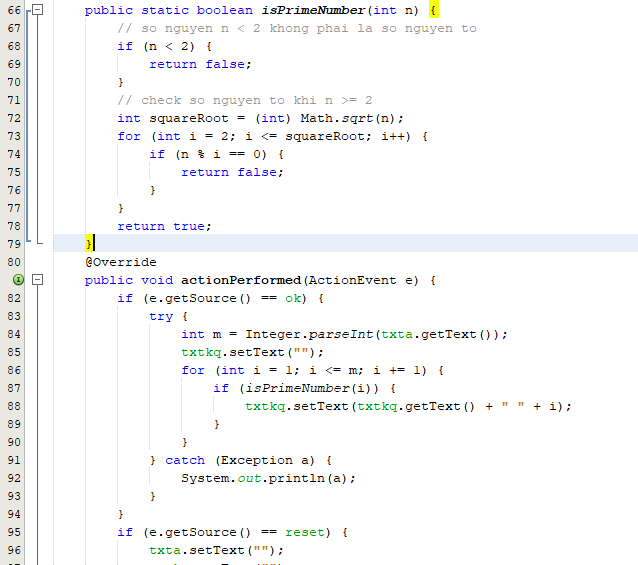 66 public static boolean isPrimeNumber(int n) {
67 // so nguyen n < 2 khong phai la so nguyen to
68 if (n < 2) {
69 return false;
70 }
71 // check so nguyen to khi n >= 2
72 int squareRoot = (int) Math.sqrt(n);
73 for (int i = 2; i <= squareRoot; i++) {
74 if (n % i == 0) {
75 return false;
76 }
77 }
78 return true;
79 }
80 @Override
public void actionPerformed(ActionEvent e) {
82 if (e.getSource() == ok) {
83 try {
84 int m = Integer.parseInt(txta.getText());
85 txtkq.setText("");
86 for (int i = 1; i <= m; i += 1) {
87 if (isPrimeNumber(i)) {
88 txtkq.setText(txtkq.getText() + " " + i);
89 }
90 }
91 } catch (Exception a) {
92 System.out.println(a);
93 }
94 }
95 if (e.getSource() == reset) {
96 txta.setText("");